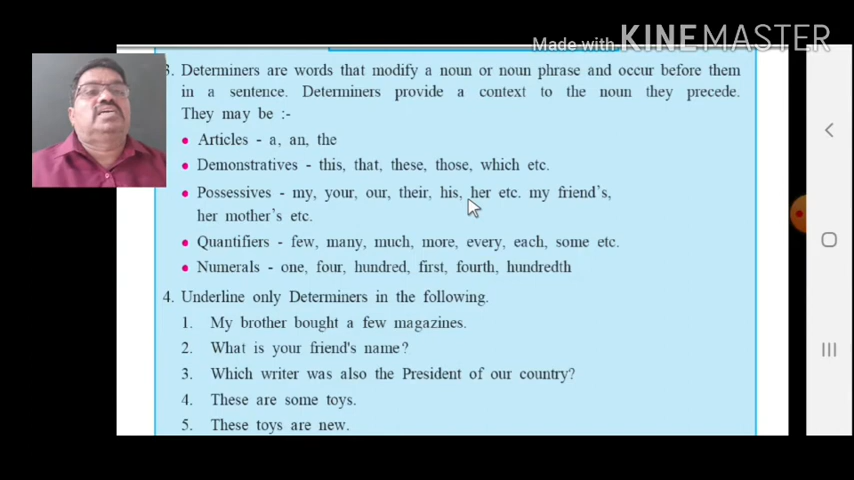 Made with KINEMASTER
3. Determiners are words that modify a noun or noun phrase and occur before them
in a sentence. Determiners provide a context to the noun they precede.
They may be :-
• Articles - a, an, the
• Demonstratives - this, that, these, those, which etc.
• Possessives - my, your, our, their, his, her etc. my friend's,
her mother's etc.
• Quantifiers - few, many, much, more, every, each, some etc.
• Numerals - one, four, hundred, first, fourth, hundredth
4. Underline only Determiners in the following.
1. My brother bought a few magazines.
2. What is your friend's name?
3. Which writer was also the President of our country?
4. These are some toys.
5. These toys are new.